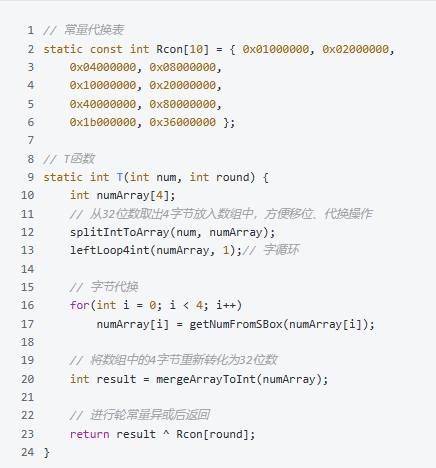 1 // 常量代换表
2 static const int Rcon[10] = { 0x01000000, 0x02000000,
3     0x04000000, 0x08000000,
4     0x10000000, 0x20000000,
5     0x40000000, 0x80000000,
6     0x1b000000, 0x36000000 };
7
8 // T函数
9 static int T(int num, int round) {
10     int numArray[4];
11     // 从32位数取出4字节放入数组中，方便移位、代换操作
12     splitIntToArray(num, numArray);
13     leftLoop4int(numArray, 1);// 字循环
14
15     // 字节代换
16     for(int i = 0; i < 4; i++)
17         numArray[i] = getNumFromSBox(numArray[i]);
18
19     // 将数组中的4字节重新转化为32位数
20     int result = mergeArrayToInt(numArray);
21
22     // 进行轮常量异或后返回
23     return result ^ Rcon[round];
24 }